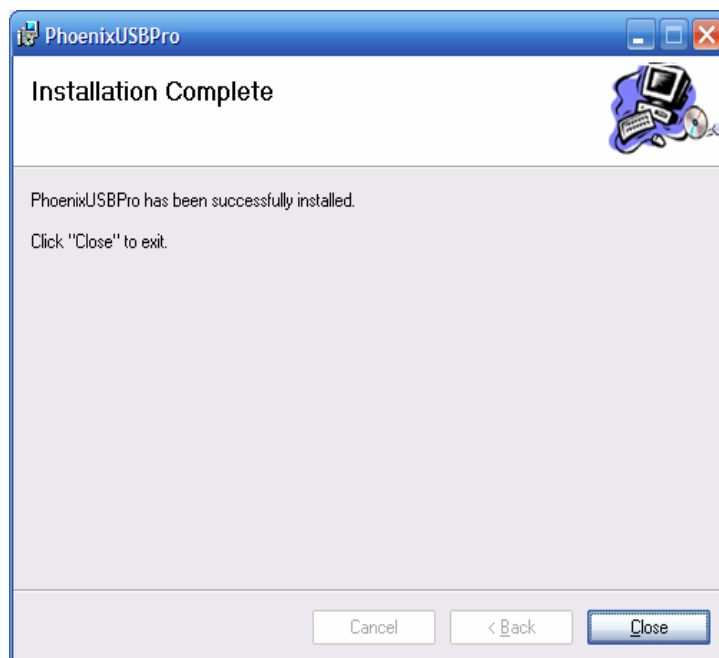 PhoenixUSBPro
Installation Complete
PhoenixUSBPro has been successfully installed.
Click "Close" to exit.
Cancel
< Back
Close